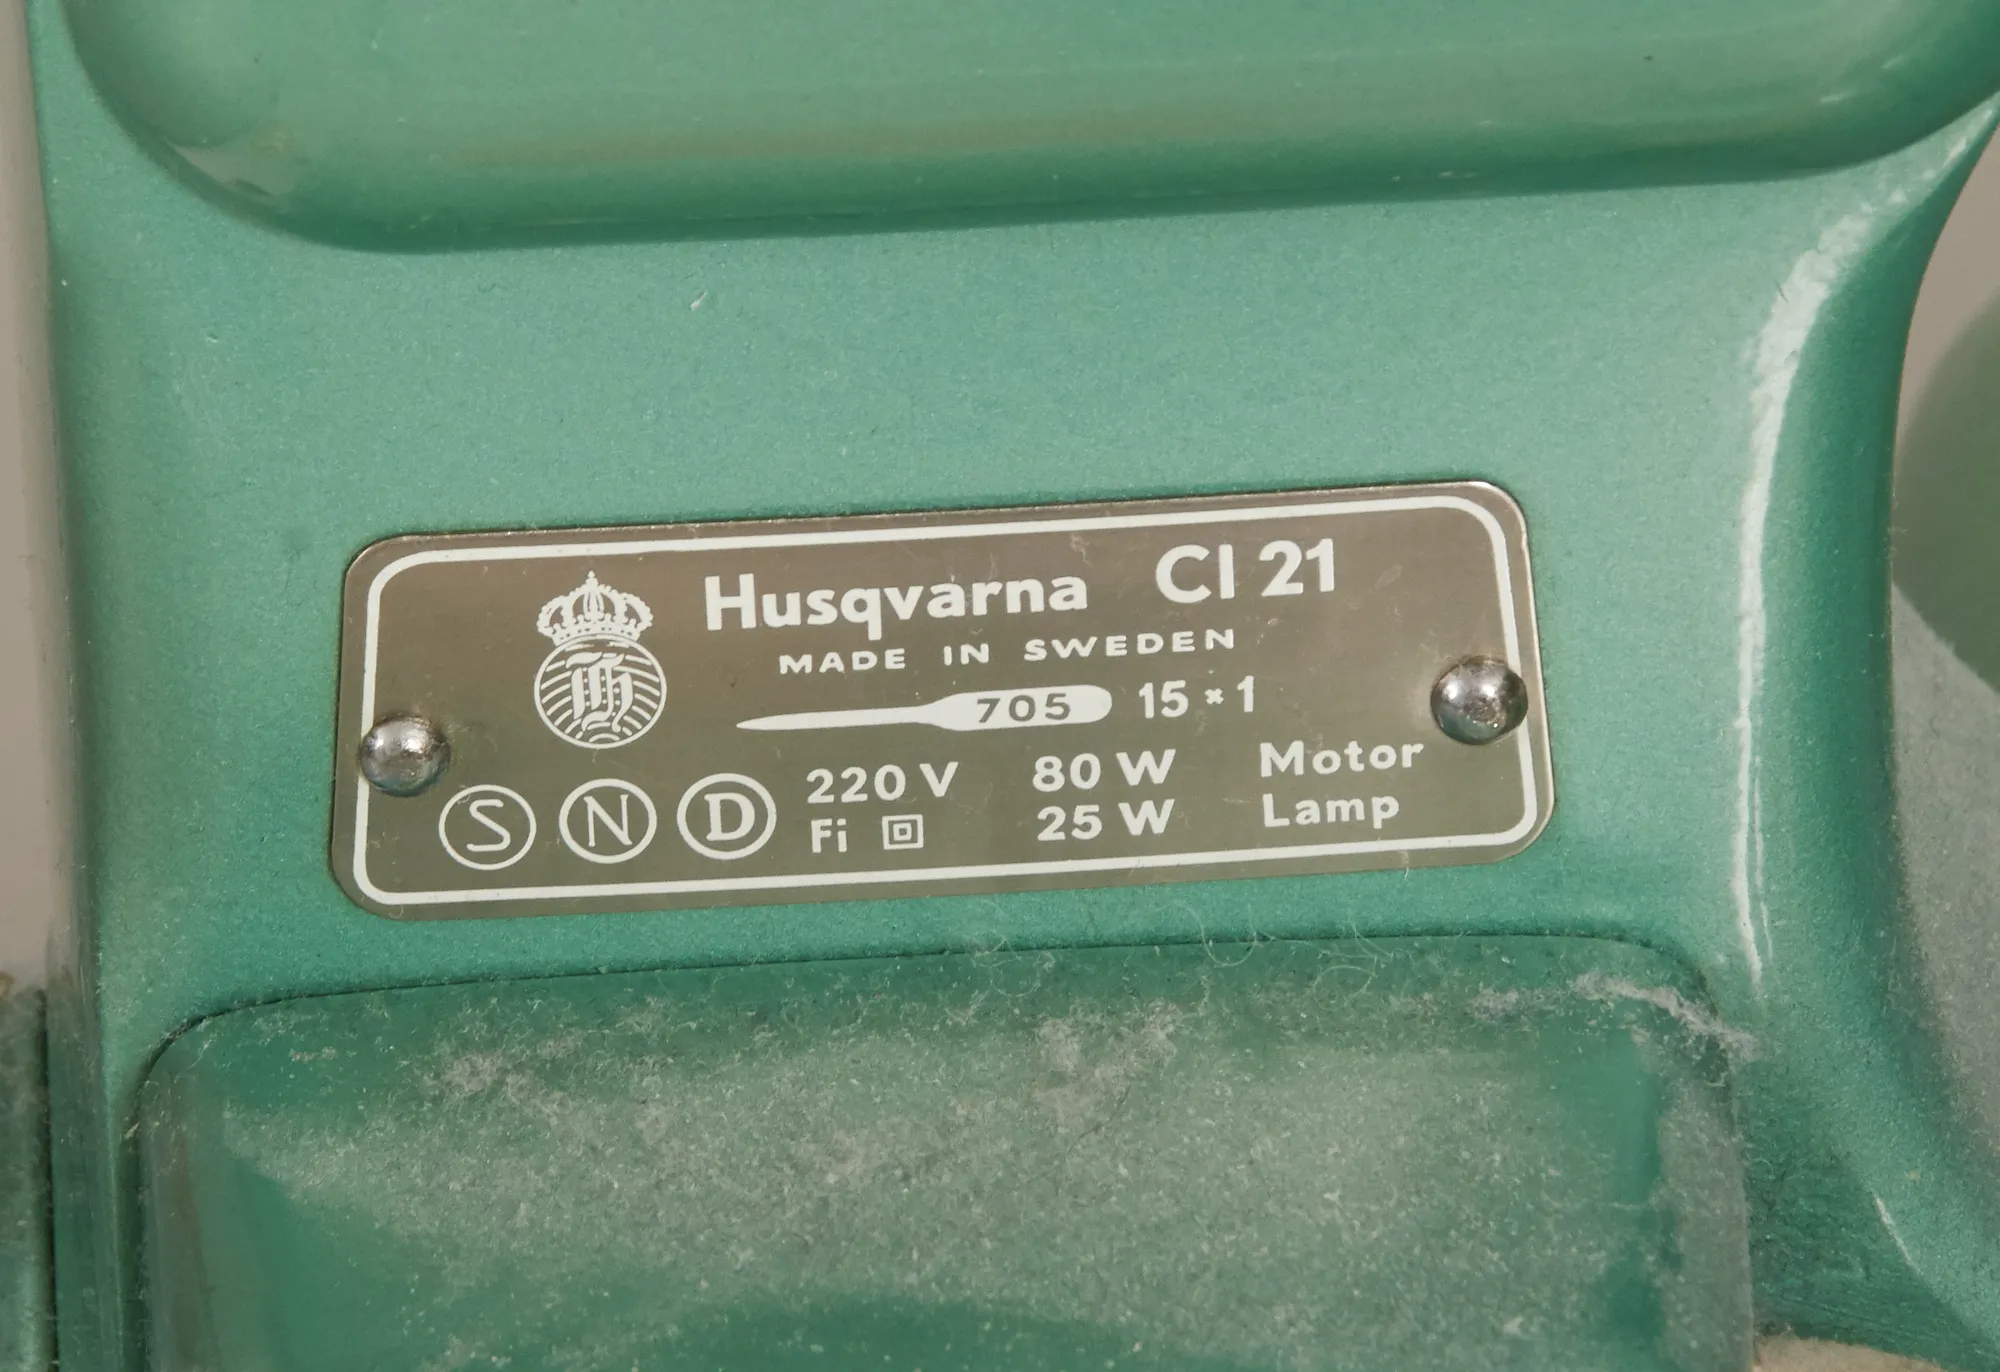 Husqvarna Cl 21
MADE IN SWEDEN
705 15×1
S N D 220 V 80 W Motor
Fi 25 W Lamp